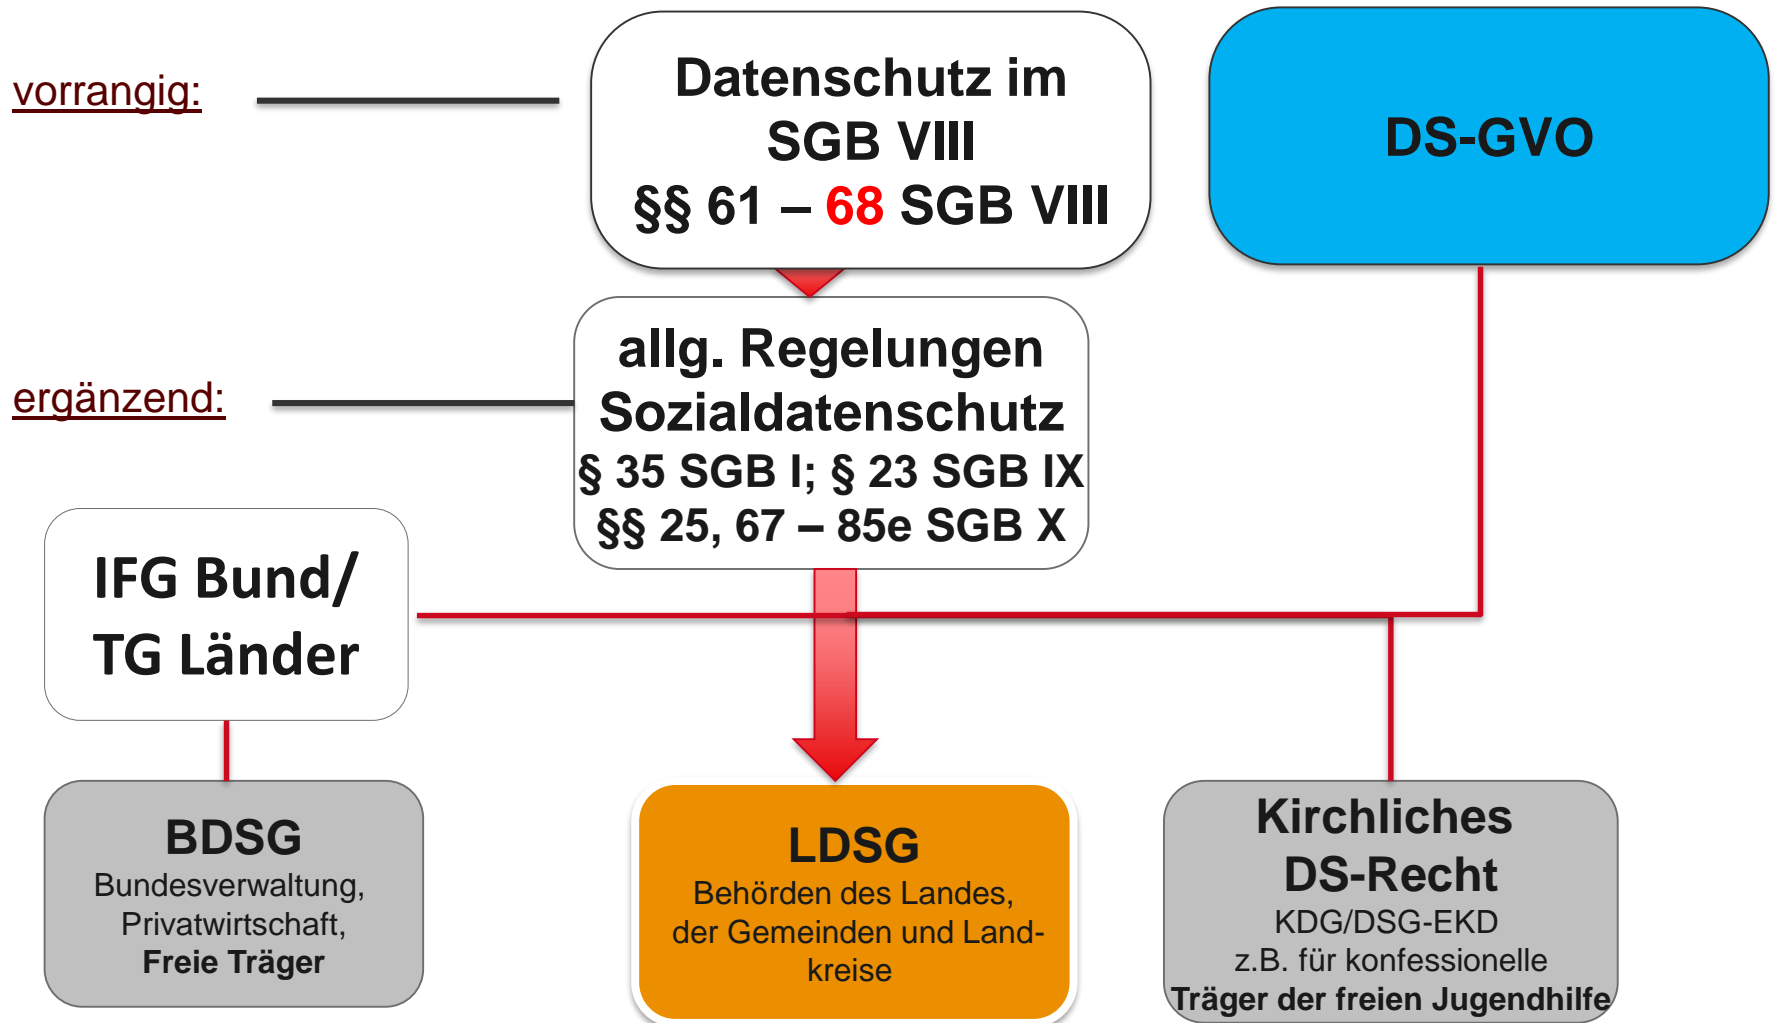 vorrangig:
Datenschutz im
SGB VIII
§§ 61 – 68 SGB VIII
DS-GVO
ergänzend:
allg. Regelungen
Sozialdatenschutz
§ 35 SGB I; § 23 SGB IX
§§ 25, 67 – 85e SGB X
IFG Bund/
TG Länder
BDSG
Bundesverwaltung,
Privatwirtschaft,
Freie Träger
LDSG
Behörden des Landes,
der Gemeinden und Land-
kreise
Kirchliches
DS-Recht
KDG/DSG-EKD
z.B. für konfessionelle
Träger der freien Jugendhilfe